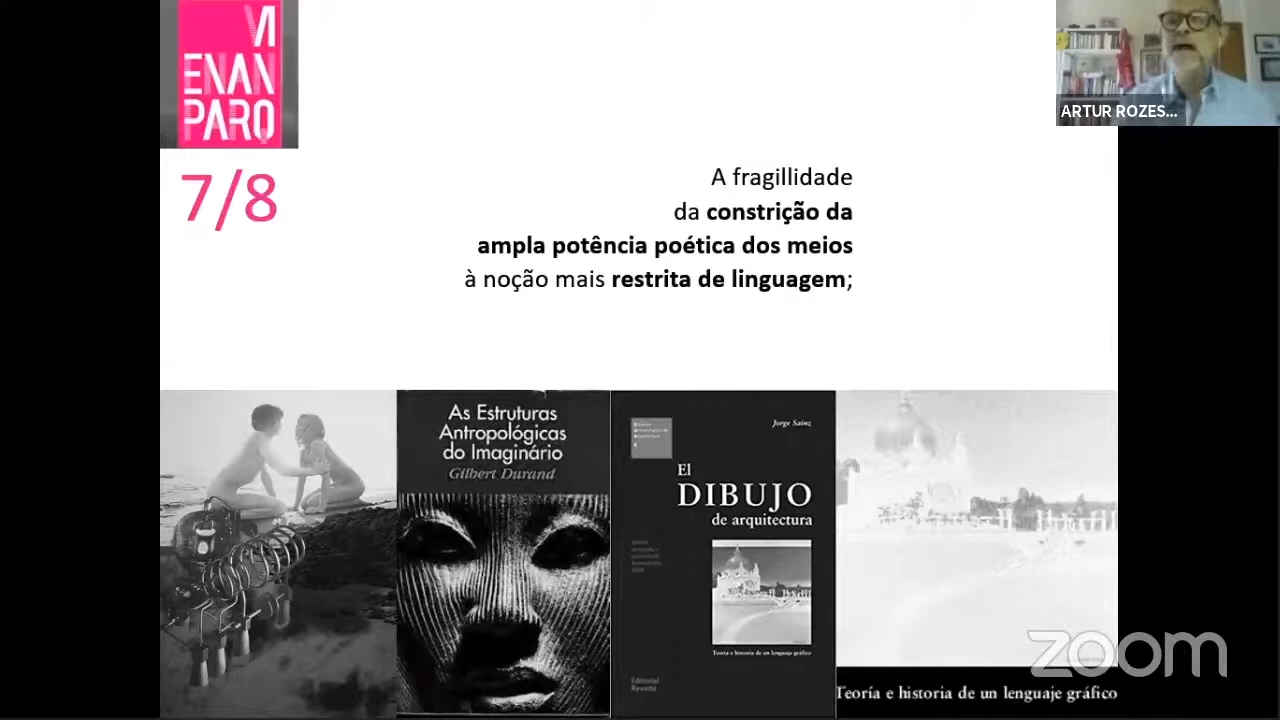 VI
ENAN
PARQ
7/8
A fragillidade
da constrição da
ampla potência poética dos meios
à noção mais restrita de linguagem;
ARTUR ROZES...
As Estruturas
Antropológicas
do Imaginário
Gilbert Durand
Jorge Sainz
El
DIBUJO
de arquitectura
Teoría e historia de un lenguaje gráfico
Editorial
Reverté
Teoría e historia de un lenguaje gráfico
zoom